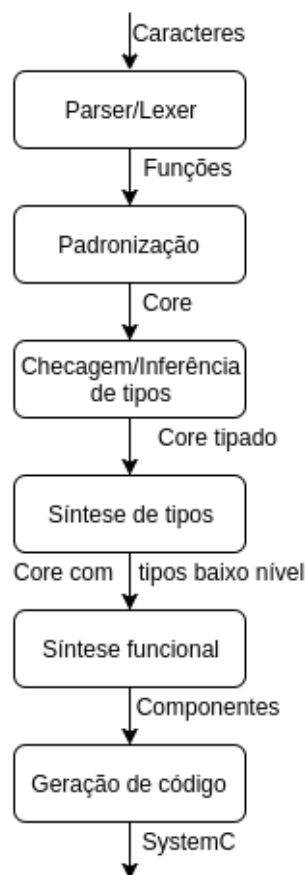 Caracteres
Parser/Lexer
Funções
Padronização
Core
Checagem/Inferência
de tipos
Core tipado
Síntese de tipos
Core com tipos baixo nível
Síntese funcional
Componentes
Geração de código
SystemC